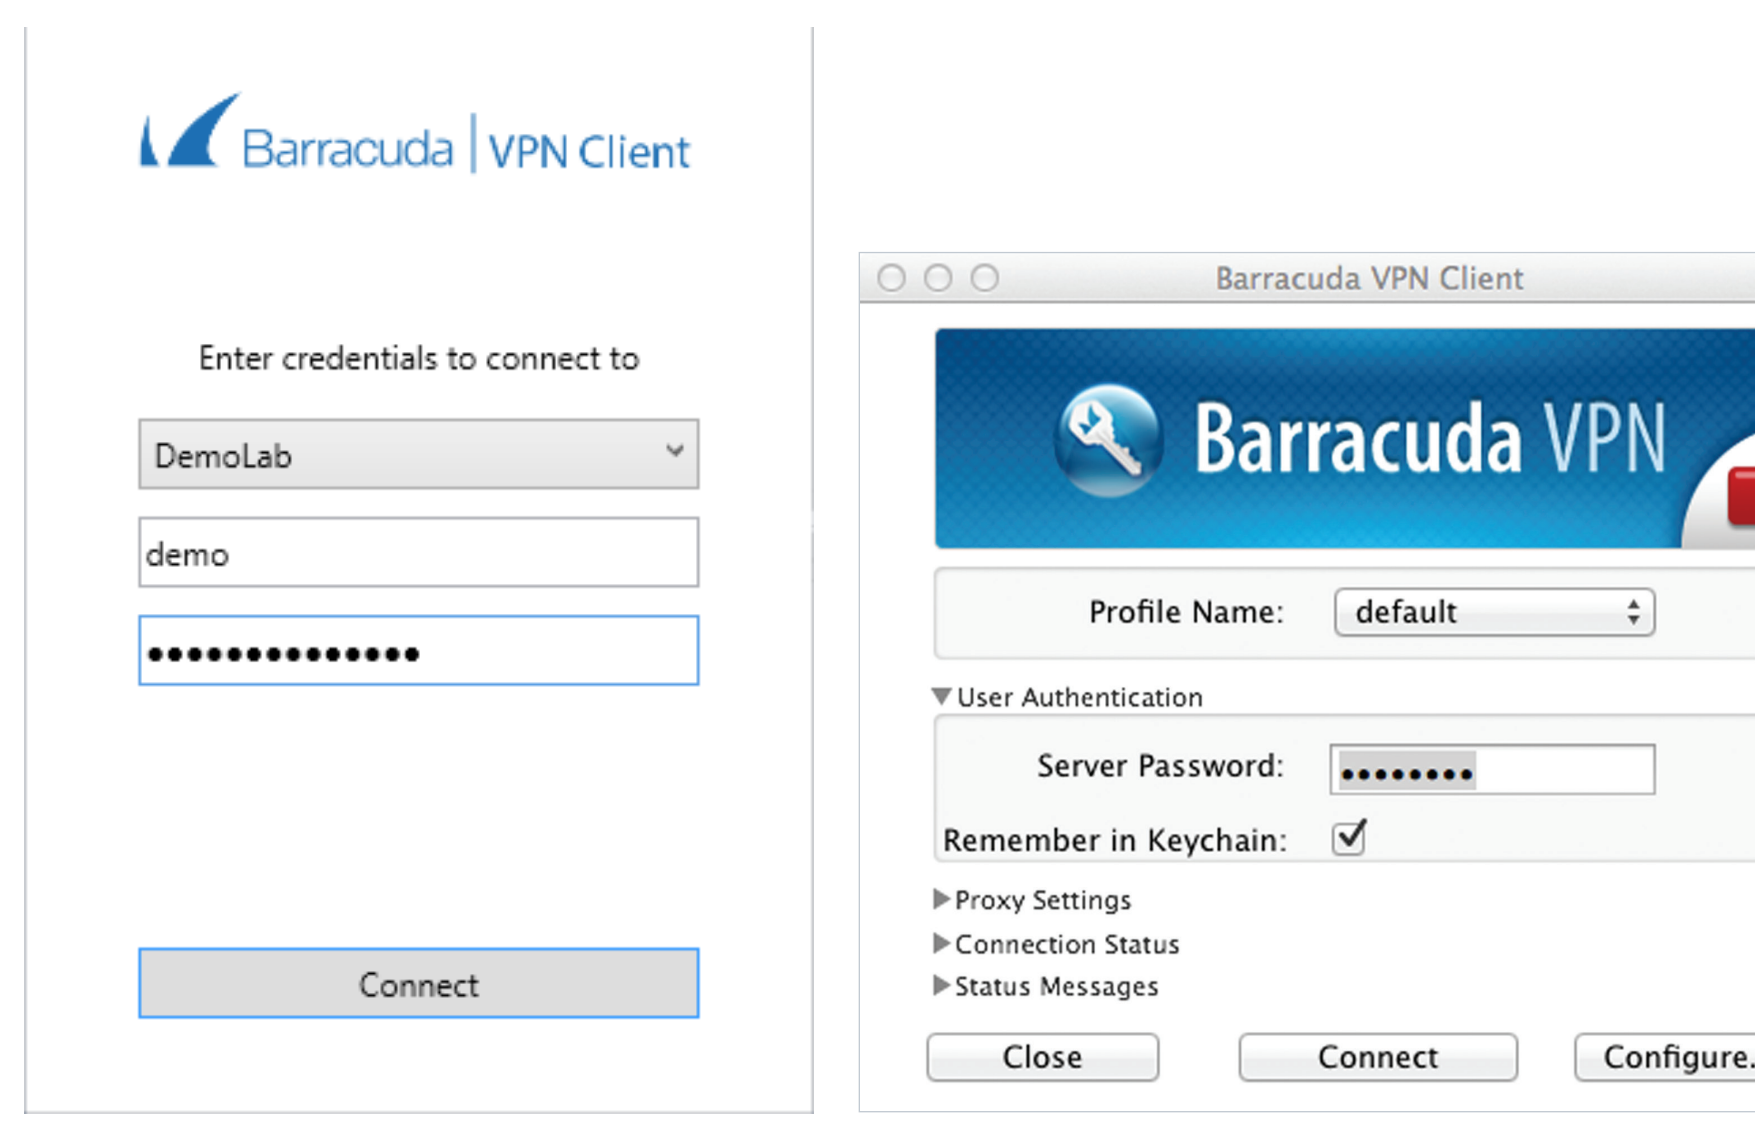 Barracuda | VPN Client
Enter credentials to connect to
DemoLab
demo
••••••••••••••
Connect
Barracuda VPN Client
Barracuda VPN
Profile Name: default
User Authentication
Server Password: ••••••••
Remember in Keychain:
Proxy Settings
Connection Status
Status Messages
Close Connect Configure.